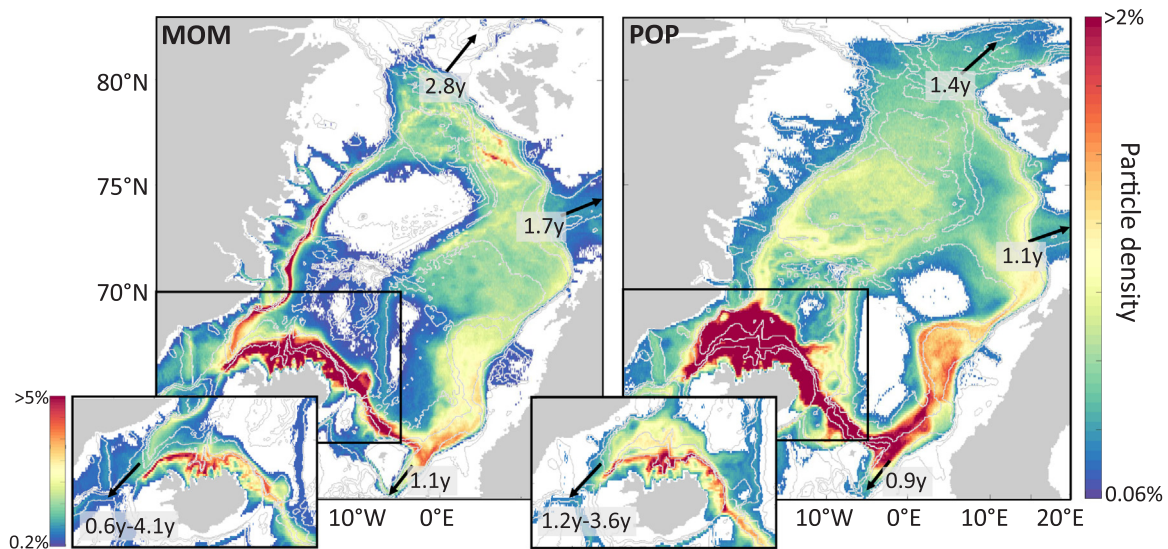 MOM
POP
>2%
2.8y
1.4y
80°N
75°N
1.7y
1.1y
Particle density
70°N
>5%
1.1y
0.9y
0.06%
0.6y-4.1y
1.2y-3.6y
10°W
0°E
10°W
0°E
10°E
20°E
0.2%